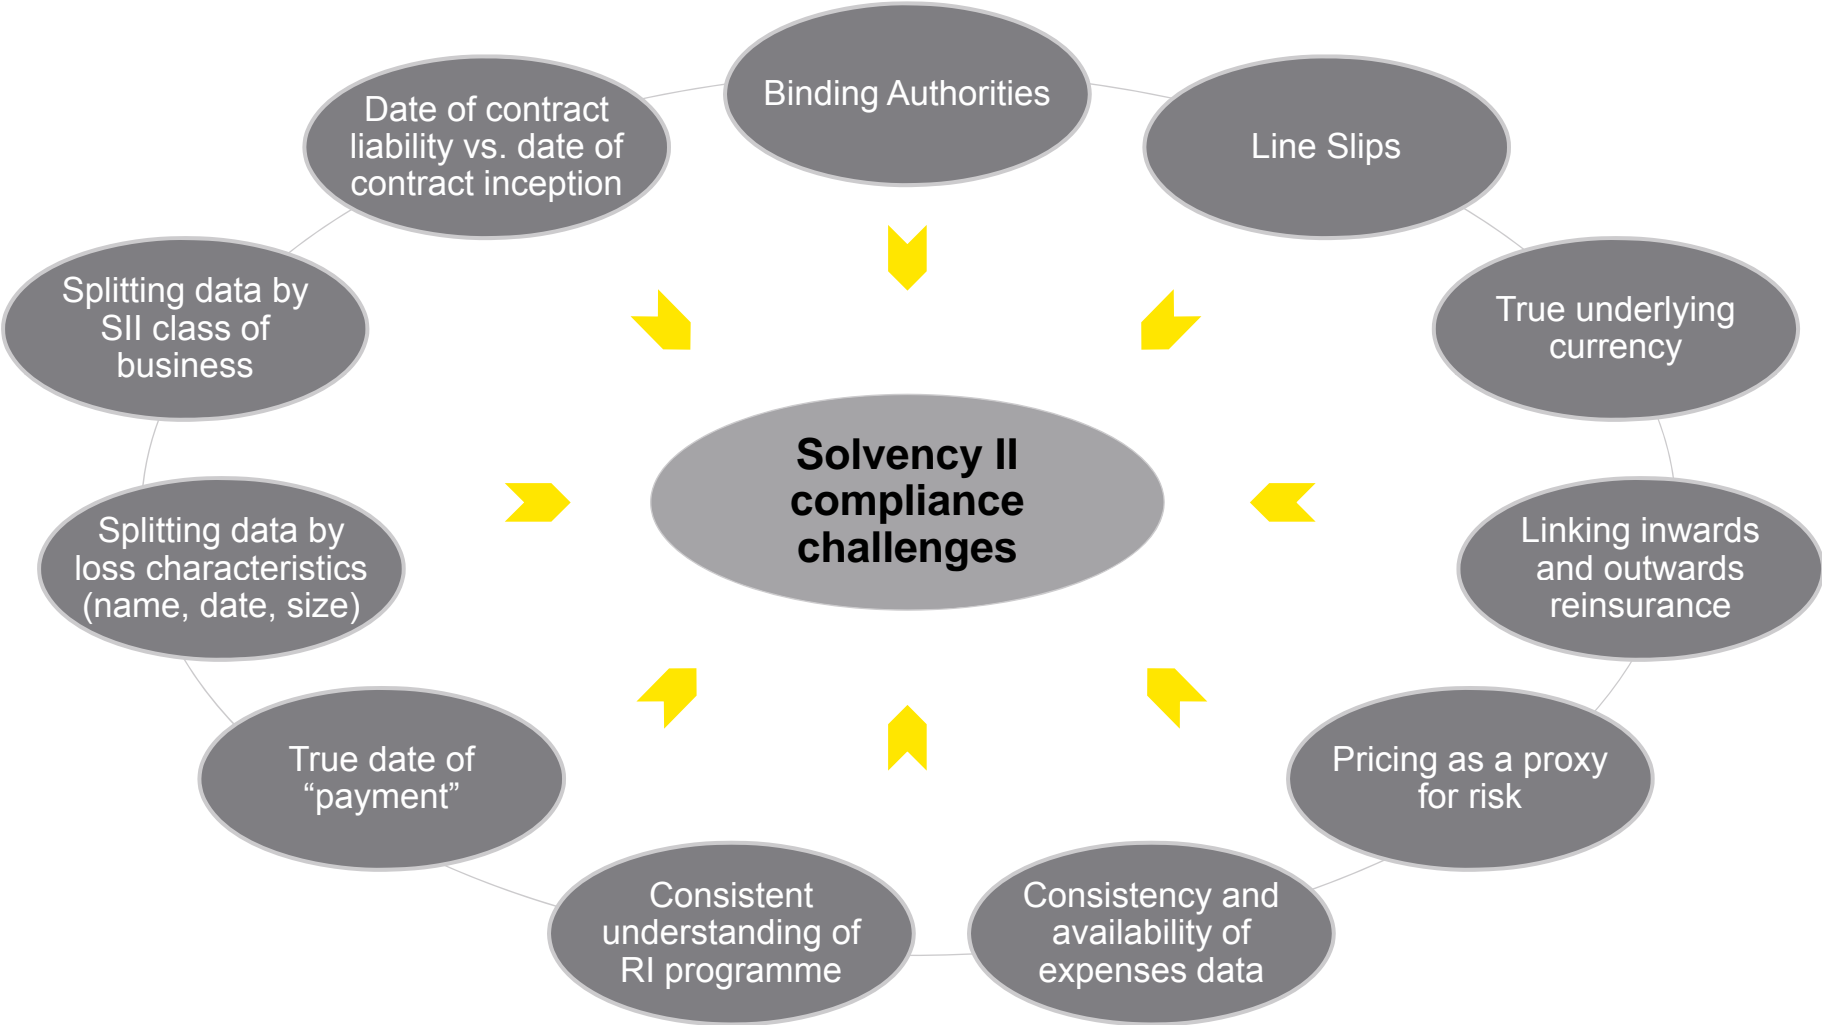 Binding Authorities
Line Slips
True underlying
currency
Linking inwards
and outwards
reinsurance
Pricing as a proxy
for risk
Consistency and
availability of
expenses data
Consistent
understanding of
RI programme
True date of
“payment”
Splitting data by
loss characteristics
(name, date, size)
Splitting data by
SII class of
business
Date of contract
liability vs. date of
contract inception
Solvency II
compliance
challenges